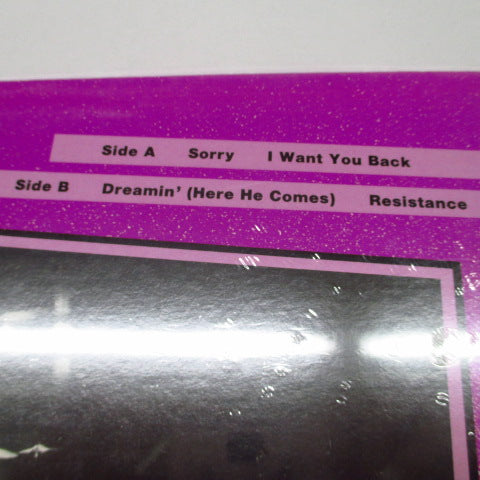 Side A Sorry I Want You Back
Side B Dreamin' (Here He Comes) Resistance